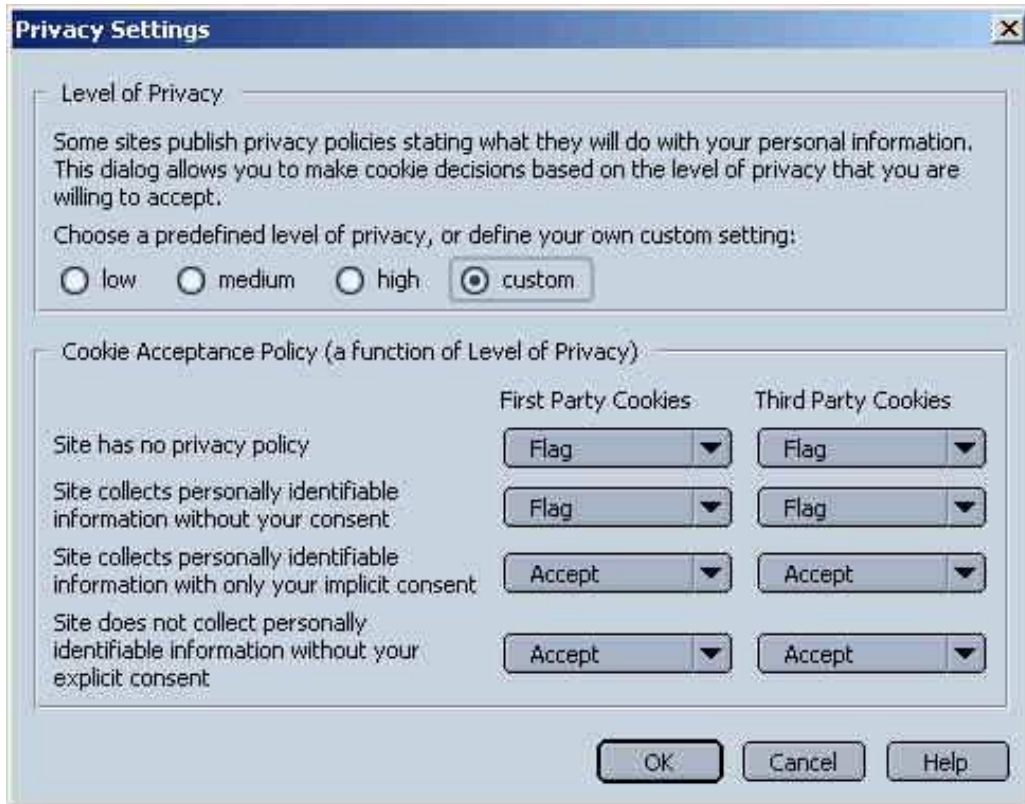 Privacy Settings
Level of Privacy
Some sites publish privacy policies stating what they will do with your personal information.
This dialog allows you to make cookie decisions based on the level of privacy that you are
willing to accept.
Choose a predefined level of privacy, or define your own custom setting:
low medium high custom
Cookie Acceptance Policy (a function of Level of Privacy)
First Party Cookies Third Party Cookies
Site has no privacy policy Flag Flag
Site collects personally identifiable
information without your consent Flag Flag
Site collects personally identifiable
information with only your implicit consent Accept Accept
Site does not collect personally
identifiable information without your
explicit consent Accept Accept
OK Cancel Help